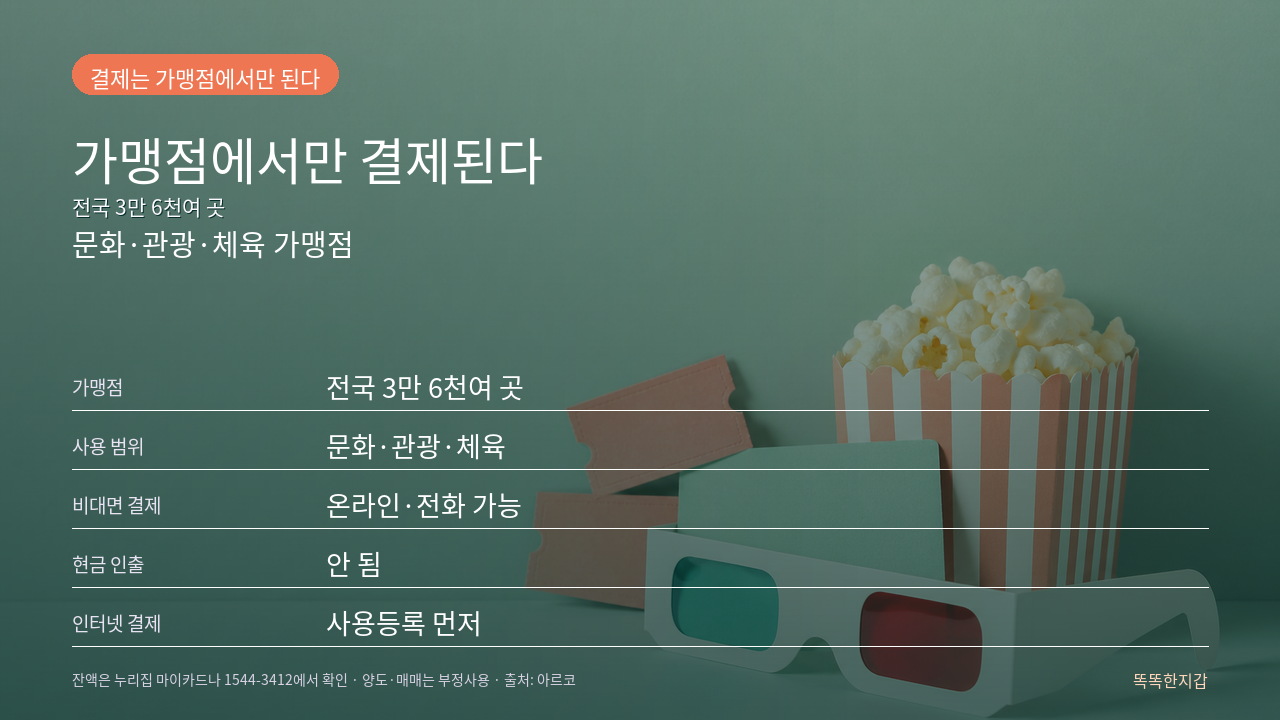 결제는 가맹점에서만 된다
가맹점에서만 결제된다
전국 3만 6천여 곳
문화·관광·체육 가맹점
가맹점 전국 3만 6천여 곳
사용 범위 문화·관광·체육
비대면 결제 온라인·전화 가능
현금 인출 안 됨
인터넷 결제 사용등록 먼저
잔액은 누리집 마이카드나 1544-3412에서 확인 · 양도·매매는 부정사용 · 출처: 아르코
똑똑한지갑